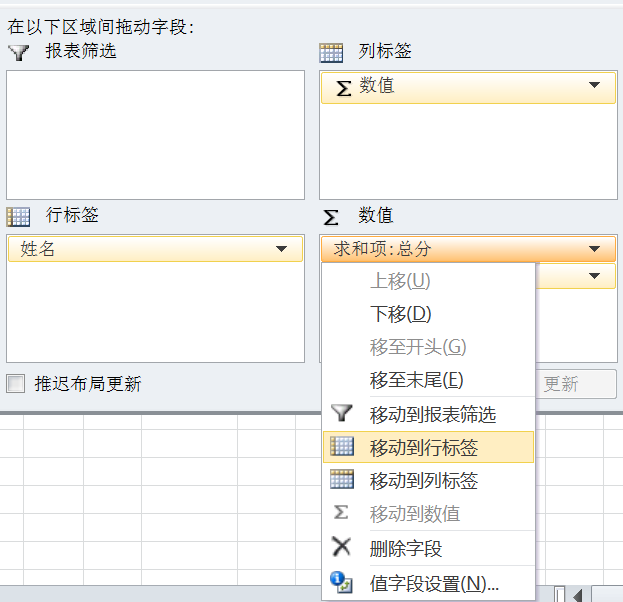 在以下区域间拖动字段:
报表筛选
列标签
Σ 数值
行标签
Σ 数值
姓名
求和项:总分
上移(U)
下移(D)
移至开头(G)
移至末尾(E)
推迟布局更新
更新
移动到报表筛选
移动到行标签
移动到列标签
Σ 移动到数值
删除字段
值字段设置(N)...